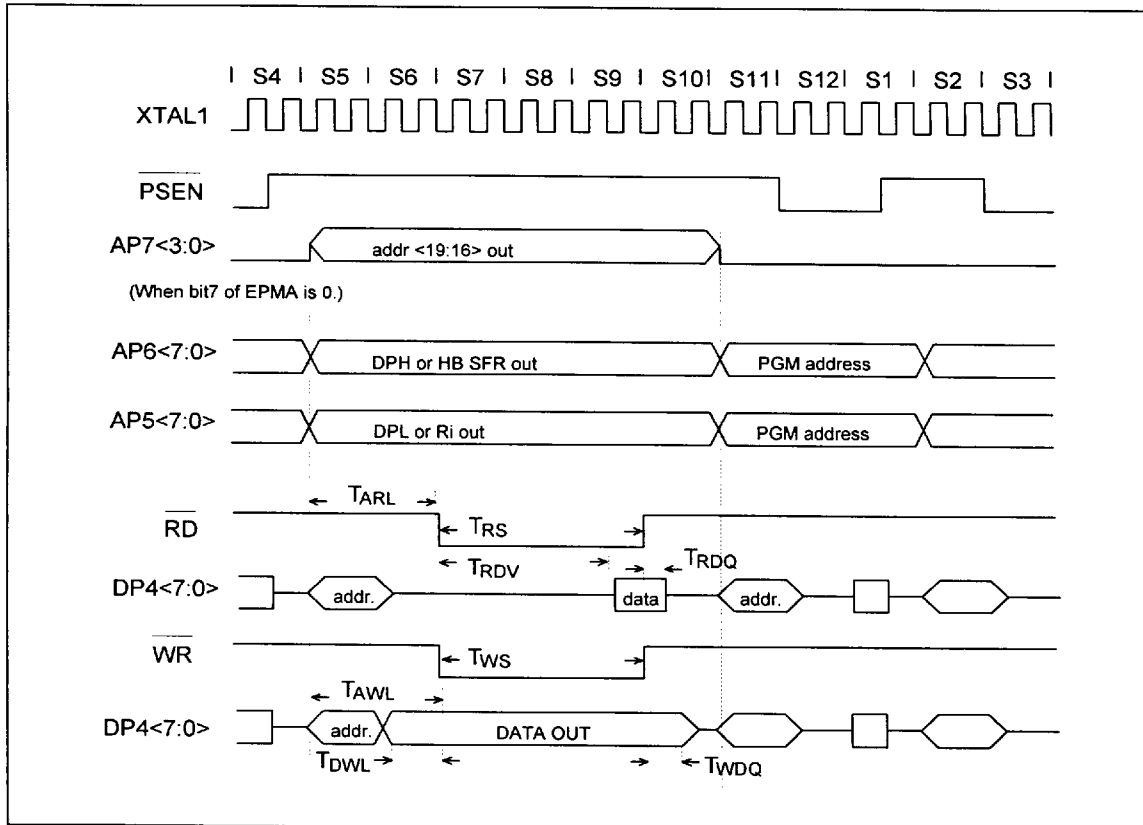 | S4 | S5 | S6 | S7 | S8 | S9 | S10 | S11 | S12 | S1 | S2 | S3 |
XTAL1
PSEN
AP7<3:0>
addr <19:16> out
(When bit7 of EPMA is 0.)
AP6<7:0>
DPH or HB SFR out
PGM address
AP5<7:0>
DPL or Ri out
PGM address
TARL
RD
TRS
TRDV
TRDQ
DP4<7:0>
addr.
data
addr.
WR
TWS
TAWL
DP4<7:0>
addr.
DATA OUT
TDWL
TWDQ